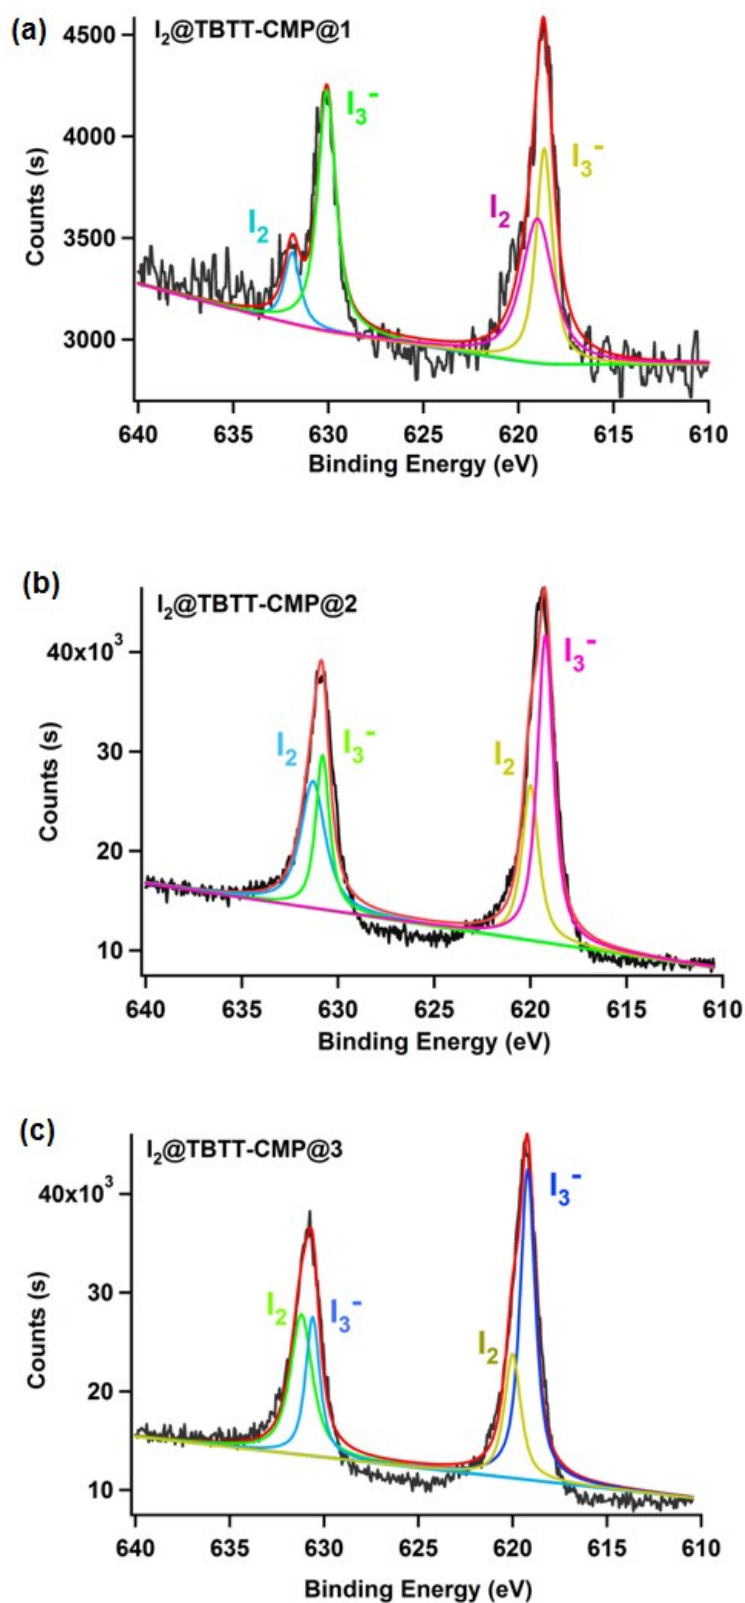 (a)
I₂@TBTT-CMP@1
4500
4000
3500
3000
Counts (s)
I₂
I₃⁻
I₂
I₃⁻
640 635 630 625 620 615 610
Binding Energy (eV)
(b)
I₂@TBTT-CMP@2
40x10³
30
20
10
Counts (s)
I₂
I₃⁻
I₂
I₃⁻
640 635 630 625 620 615 610
Binding Energy (eV)
(c)
I₂@TBTT-CMP@3
40x10³
30
20
10
Counts (s)
I₂
I₃⁻
I₂
I₃⁻
640 635 630 625 620 615 610
Binding Energy (eV)